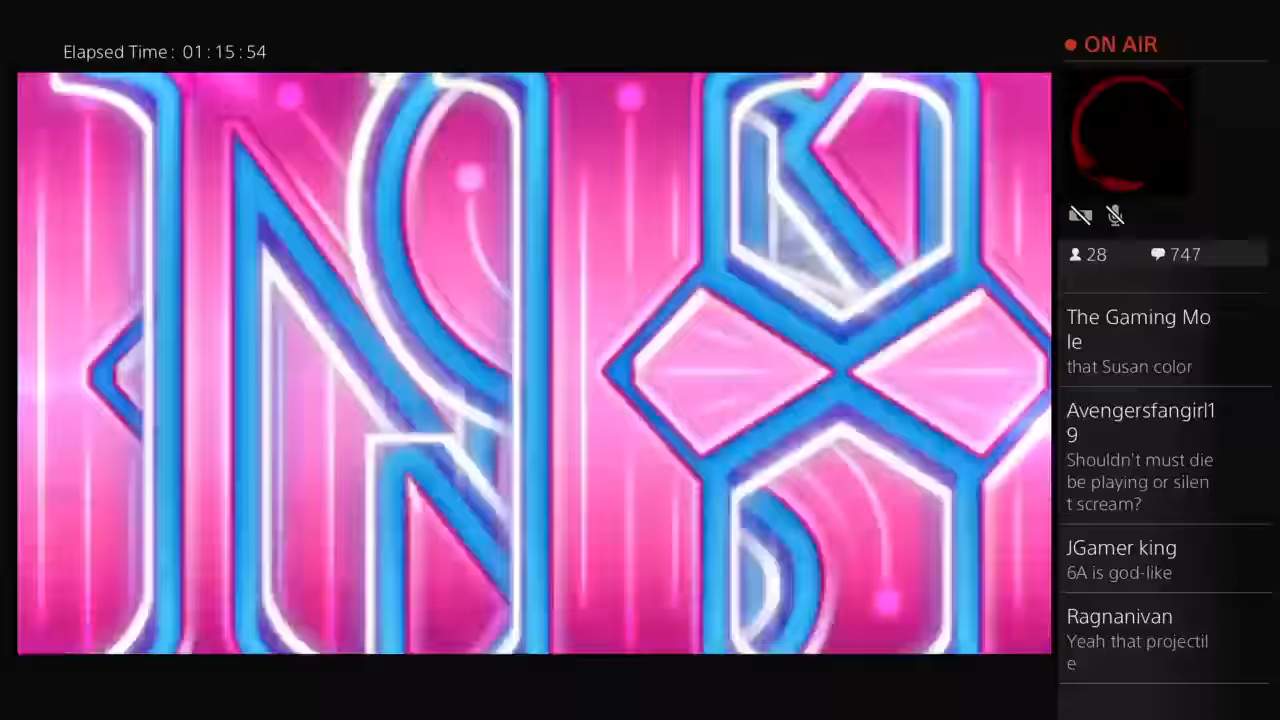 Elapsed Time: 01:15:54
ON AIR
28 747
The Gaming Mo
le
that Susan color
Avengersfangirl1
9
Shouldn't must die
be playing or silen
t scream?
JGamer king
6A is god-like
Ragnanivan
Yeah that projectil
e